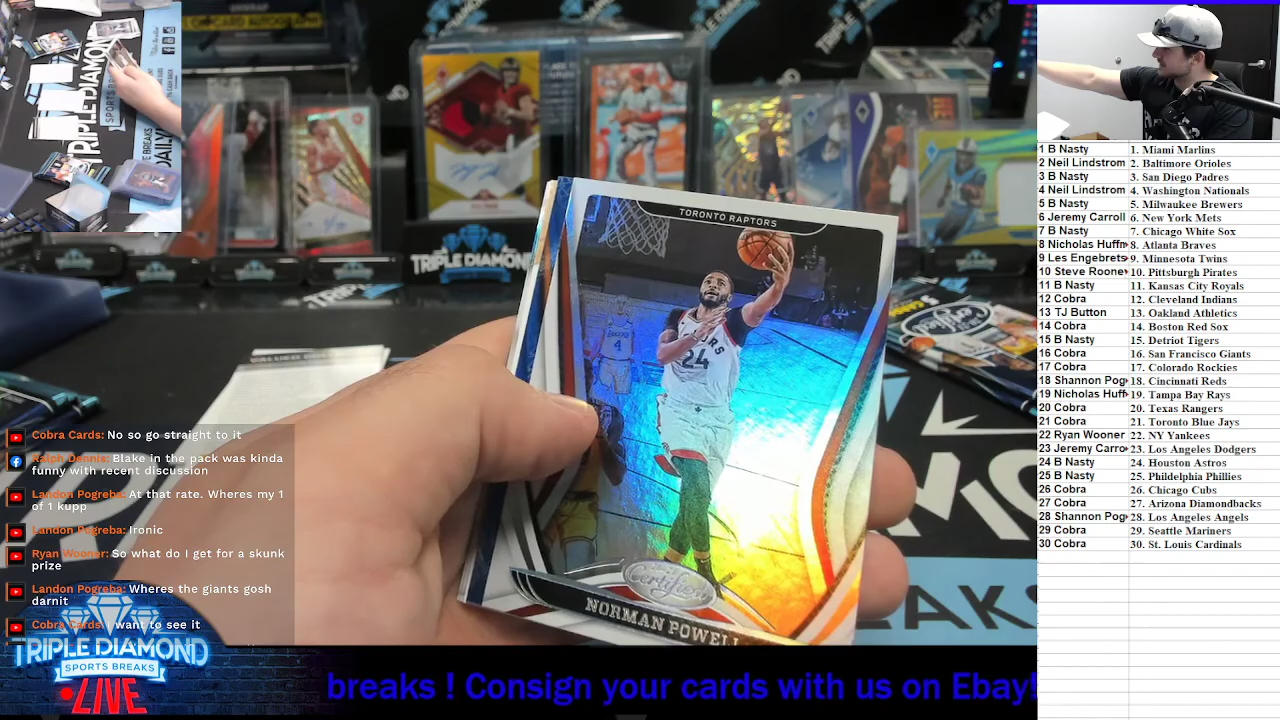 TRIPLE DIAMOND
TRIPLE DIAMOND
TORONTO RAPTORS
24
4
Certified
NORMAN POWELL
Cobra Cards: No so go straight to it
Ralph Dennis: Blake in the pack was kinda
funny with recent discussion
Landon Pogreba: At that rate. Wheres my 1
of 1 kupp
Landon Pogreba: Ironic
Ryan Wooner: So what do I get for a skunk
prize
Landon Pogreba: Wheres the giants gosh
darnit
Cobra Cards: I want to see it
TRIPLE DIAMOND
SPORTS BREAKS
LIVE
breaks ! Consign your cards with us on Ebay!
1 B Nasty 1. Miami Marlins
2 Neil Lindstrom 2. Baltimore Orioles
3 B Nasty 3. San Diego Padres
4 Neil Lindstrom 4. Washington Nationals
5 B Nasty 5. Milwaukee Brewers
6 Jeremy Carroll 6. New York Mets
7 B Nasty 7. Chicago White Sox
8 Nicholas Huffm 8. Atlanta Braves
9 Les Engebrets 9. Minnesota Twins
10 Steve Rooney 10. Pittsburgh Pirates
11 B Nasty 11. Kansas City Royals
12 Cobra 12. Cleveland Indians
13 TJ Button 13. Oakland Athletics
14 Cobra 14. Boston Red Sox
15 B Nasty 15. Detriot Tigers
16 Cobra 16. San Francisco Giants
17 Cobra 17. Colorado Rockies
18 Shannon Pog 18. Cincinnati Reds
19 Nicholas Huff 19. Tampa Bay Rays
20 Cobra 20. Texas Rangers
21 Cobra 21. Toronto Blue Jays
22 Ryan Wooner 22. NY Yankees
23 Jeremy Carro 23. Los Angeles Dodgers
24 B Nasty 24. Houston Astros
25 B Nasty 25. Phildelphia Phillies
26 Cobra 26. Chicago Cubs
27 Cobra 27. Arizona Diamondbacks
28 Shannon Pog 28. Los Angeles Angels
29 Cobra 29. Seattle Mariners
30 Cobra 30. St. Louis Cardinals